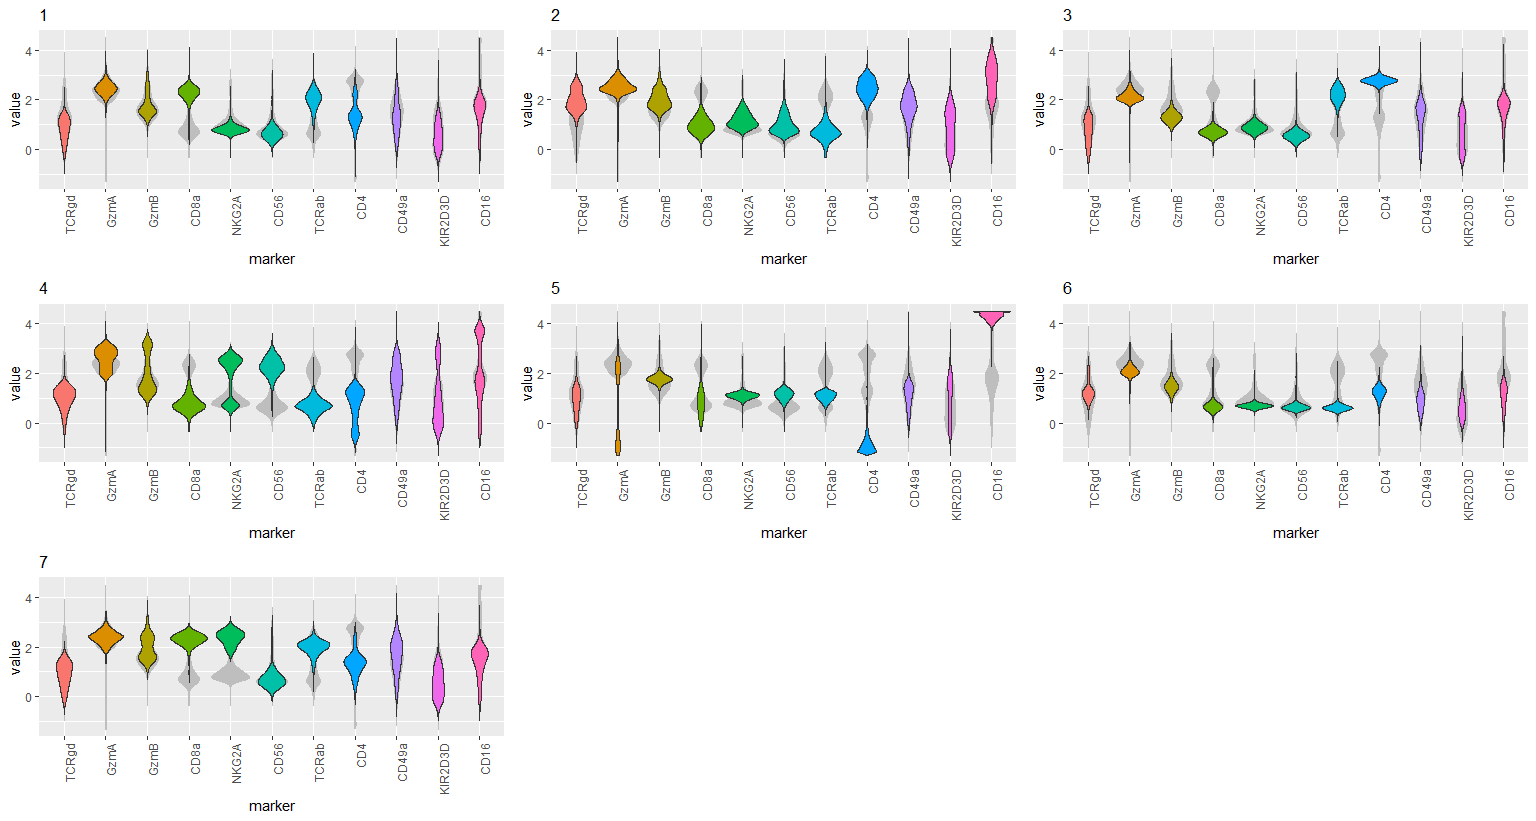 1
4
2
0
value
TCRgd
GzmA
GzmB
CD8a
NKG2A
CD56
TCRab
CD4
CD49a
KIR2D3D
CD16
marker
2
4
2
0
value
TCRgd
GzmA
GzmB
CD8a
NKG2A
CD56
TCRab
CD4
CD49a
KIR2D3D
CD16
marker
3
4
2
0
value
TCRgd
GzmA
GzmB
CD8a
NKG2A
CD56
TCRab
CD4
CD49a
KIR2D3D
CD16
marker
4
4
2
0
value
TCRgd
GzmA
GzmB
CD8a
NKG2A
CD56
TCRab
CD4
CD49a
KIR2D3D
CD16
marker
5
4
2
0
value
TCRgd
GzmA
GzmB
CD8a
NKG2A
CD56
TCRab
CD4
CD49a
KIR2D3D
CD16
marker
6
4
2
0
value
TCRgd
GzmA
GzmB
CD8a
NKG2A
CD56
TCRab
CD4
CD49a
KIR2D3D
CD16
marker
7
4
2
0
value
TCRgd
GzmA
GzmB
CD8a
NKG2A
CD56
TCRab
CD4
CD49a
KIR2D3D
CD16
marker